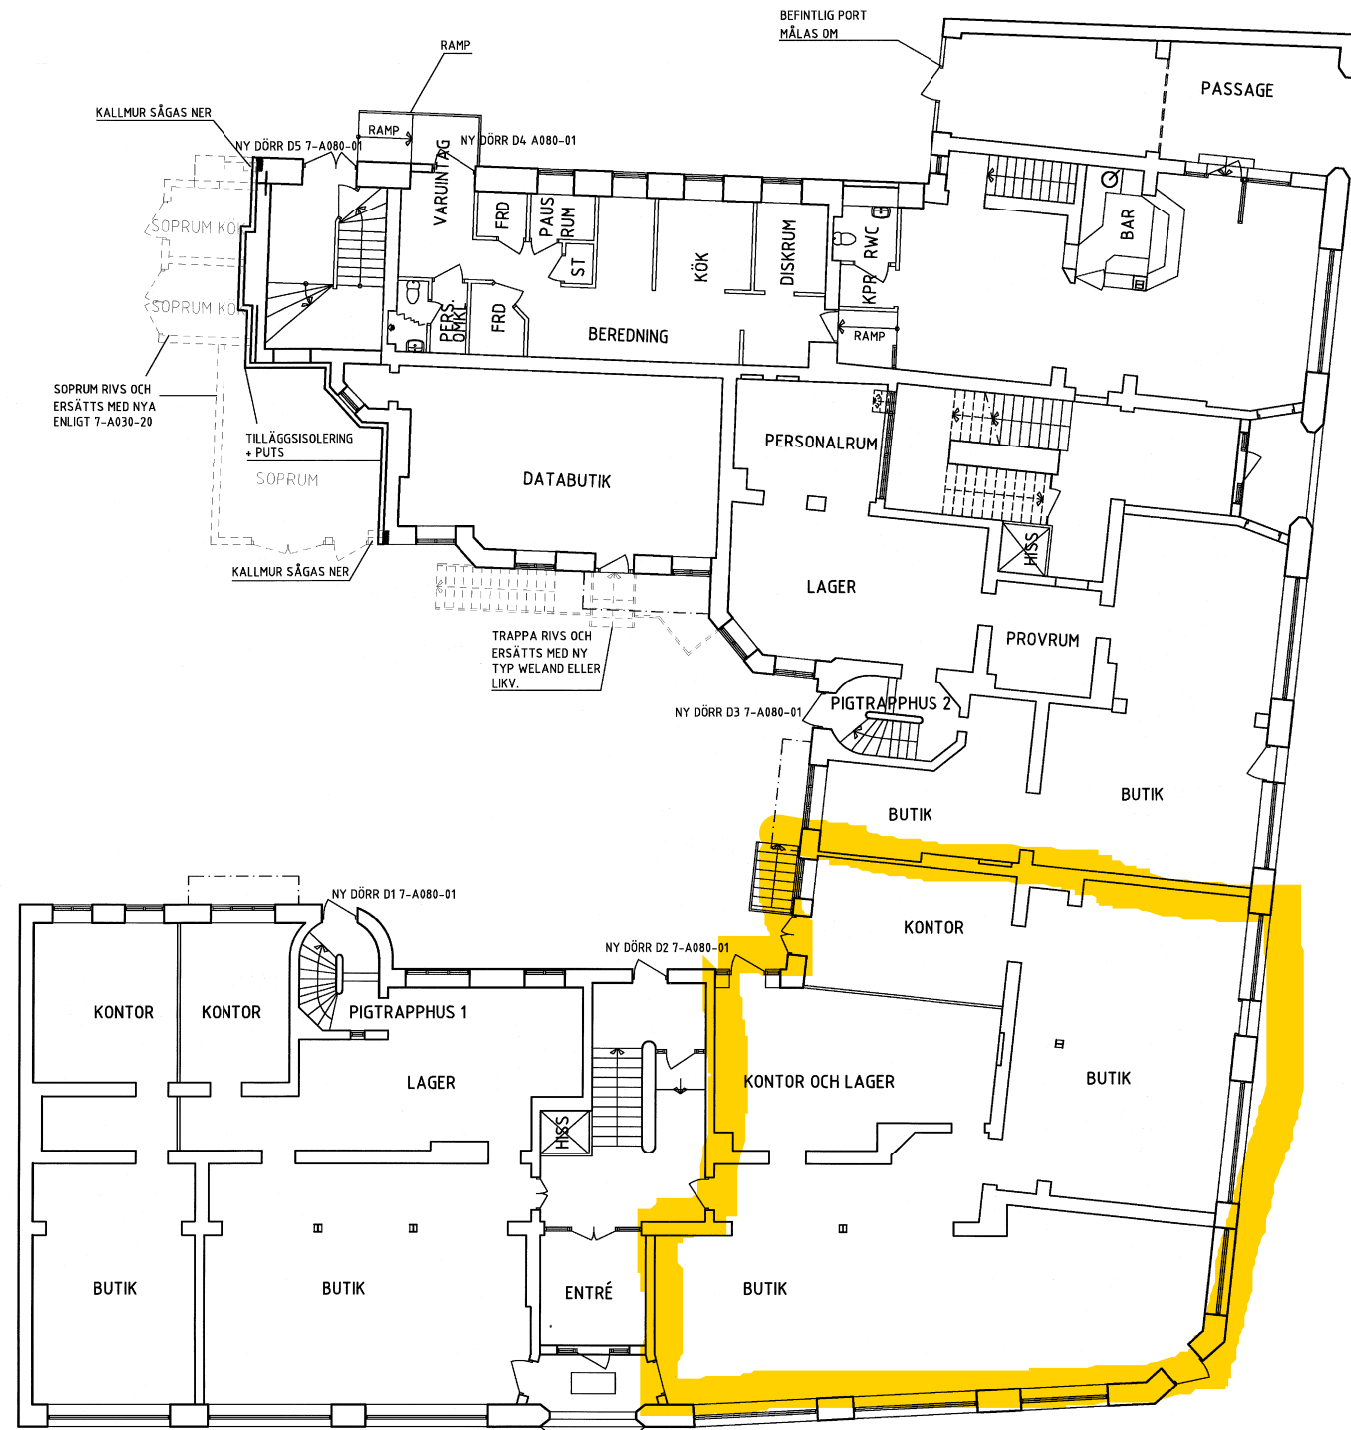 BEFINTLIG PORT
MÅLAS OM
RAMP
PASSAGE
KALLMUR SÅGAS NER
RAMP
NY DÖRR D5 7-A080-01
NY DÖRR D4 A080-01
VARUINTAG
FRD
PAUS
RUM
ST
KÖK
DISKRUM
RWC
KPR
BAR
SOPRUM KÖK
SOPRUM KÖK
PERS.
OMKL
FRD
BEREDNING
RAMP
SOPRUM RIVS OCH
ERSÄTTS MED NYA
ENLIGT 7-A030-20
TILLÄGGSISOLERING
+ PUTS
SOPRUM
DATABUTIK
PERSONALRUM
HISS
KALLMUR SÅGAS NER
LAGER
PROVRUM
TRAPPA RIVS OCH
ERSÄTTS MED NY
TYP WELAND ELLER
LIKV.
NY DÖRR D3 7-A080-01
PIGTRAPPHUS 2
BUTIK
BUTIK
NY DÖRR D1 7-A080-01
NY DÖRR D2 7-A080-01
KONTOR
KONTOR
KONTOR
PIGTRAPPHUS 1
LAGER
KONTOR OCH LAGER
BUTIK
HISS
BUTIK
BUTIK
ENTRÉ
BUTIK